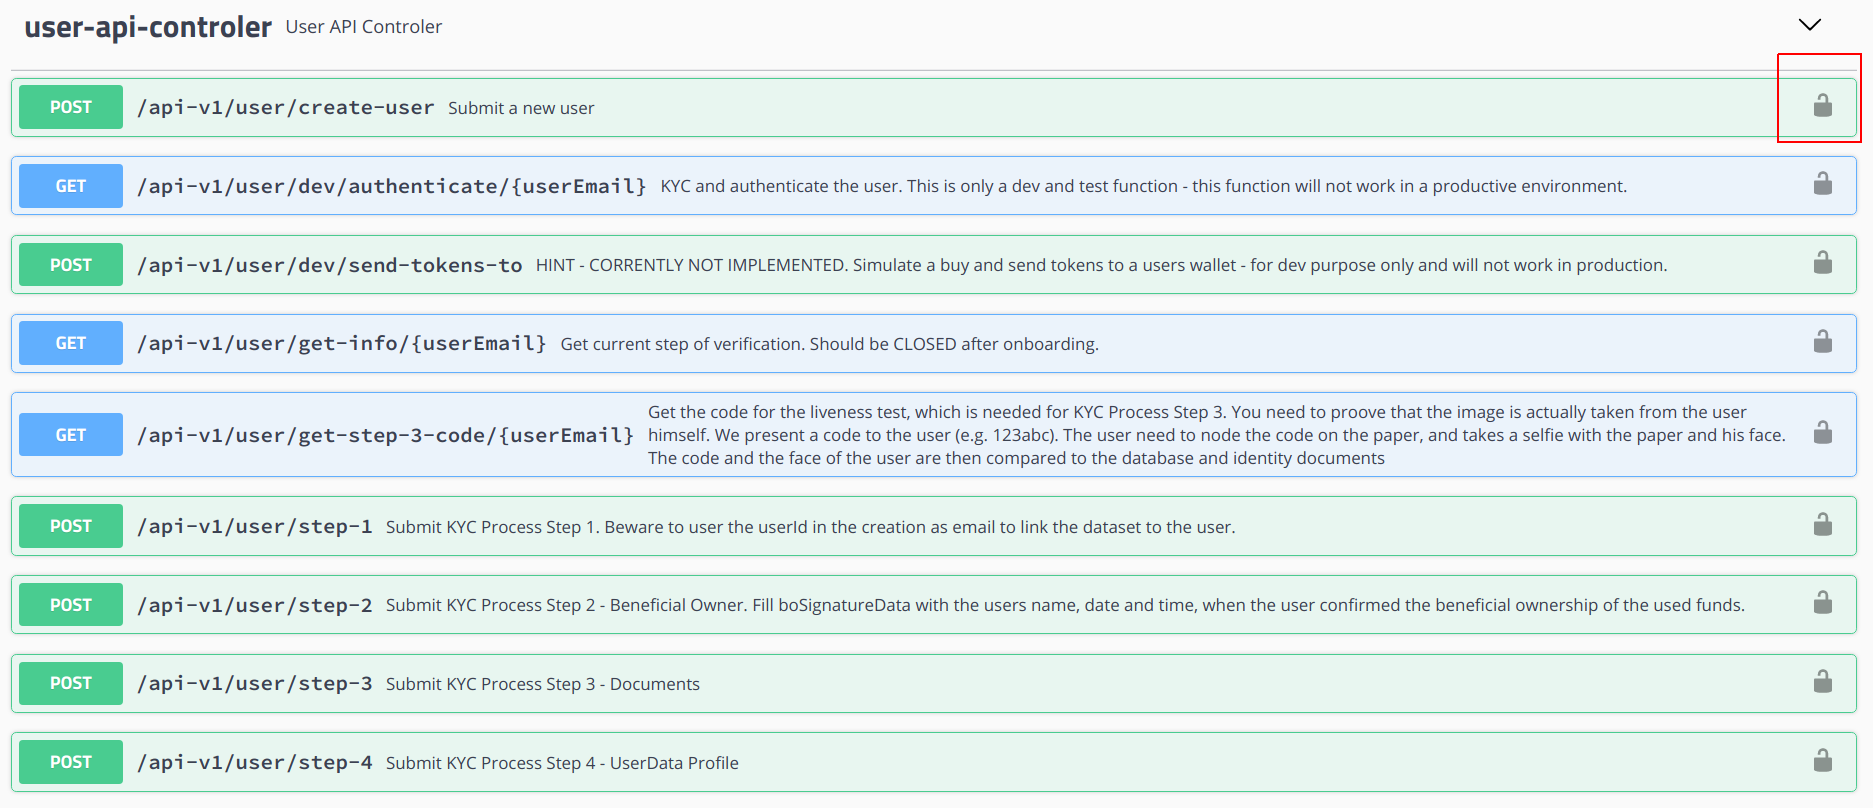 user-api-controler User API Controler
POST /api-v1/user/create-user Submit a new user
GET /api-v1/user/dev/authenticate/{userEmail} KYC and authenticate the user. This is only a dev and test function - this function will not work in a productive environment.
POST /api-v1/user/dev/send-tokens-to HINT - CORRENTLY NOT IMPLEMENTED. Simulate a buy and send tokens to a users wallet - for dev purpose only and will not work in production.
GET /api-v1/user/get-info/{userEmail} Get current step of verification. Should be CLOSED after onboarding.
GET /api-v1/user/get-step-3-code/{userEmail} Get the code for the liveness test, which is needed for KYC Process Step 3. You need to proove that the image is actually taken from the user
himself. We present a code to the user (e.g. 123abc). The user need to node the code on the paper, and takes a selfie with the paper and his face.
The code and the face of the user are then compared to the database and identity documents
POST /api-v1/user/step-1 Submit KYC Process Step 1. Beware to user the userId in the creation as email to link the dataset to the user.
POST /api-v1/user/step-2 Submit KYC Process Step 2 - Beneficial Owner. Fill boSignatureData with the users name, date and time, when the user confirmed the beneficial ownership of the used funds.
POST /api-v1/user/step-3 Submit KYC Process Step 3 - Documents
POST /api-v1/user/step-4 Submit KYC Process Step 4 - UserData Profile